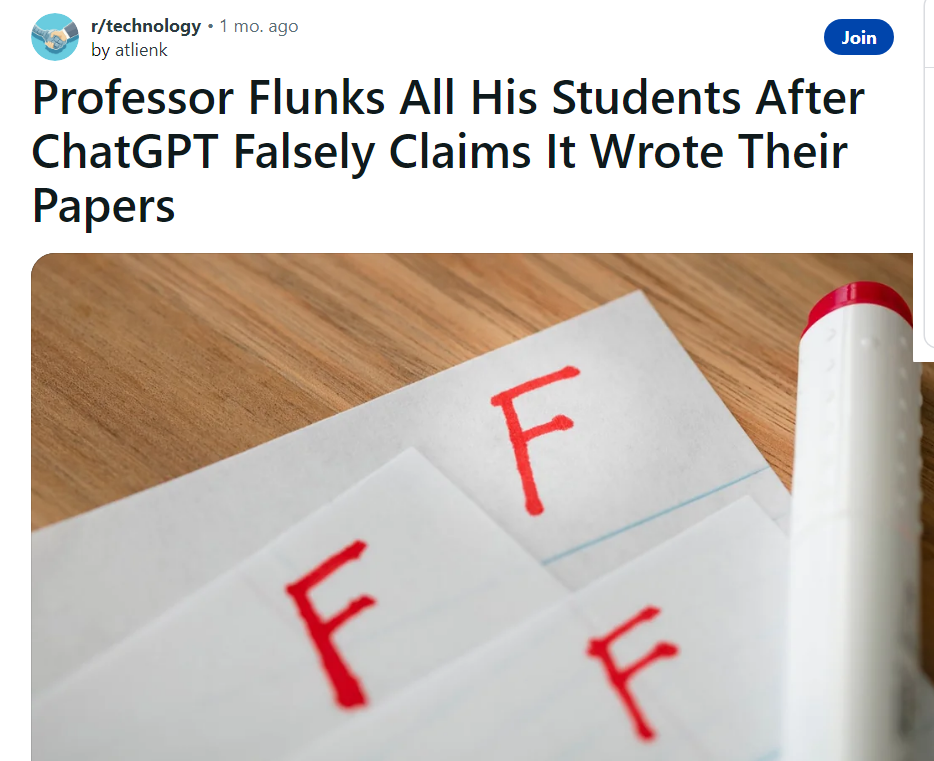 r/technology • 1 mo. ago
by atlienk
Join
Professor Flunks All His Students After
ChatGPT Falsely Claims It Wrote Their
Papers
F
F
F